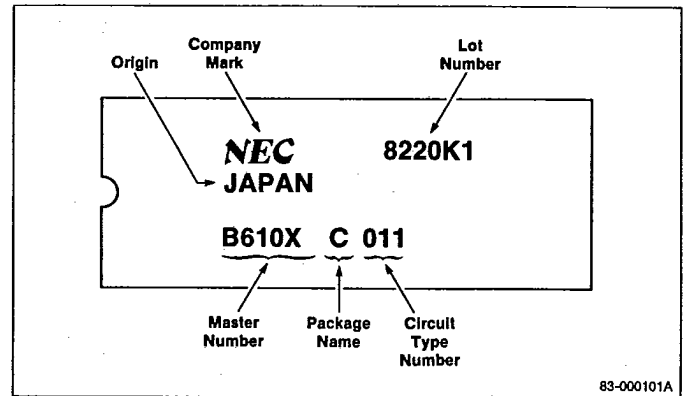 Company
Mark
Origin
Lot
Number
NEC
8220K1
JAPAN
B610X C 011
Master
Number
Package
Name
Circuit
Type
Number
83-000101A